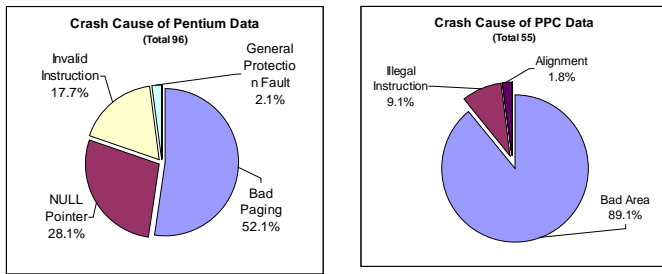 Crash Cause of Pentium Data
(Total 96)
Invalid
Instruction
17.7%
General
Protectio
n Fault
2.1%
NULL
Pointer
28.1%
Bad
Paging
52.1%
Crash Cause of PPC Data
(Total 55)
Illegal
Instruction
9.1%
Alignment
1.8%
Bad Area
89.1%